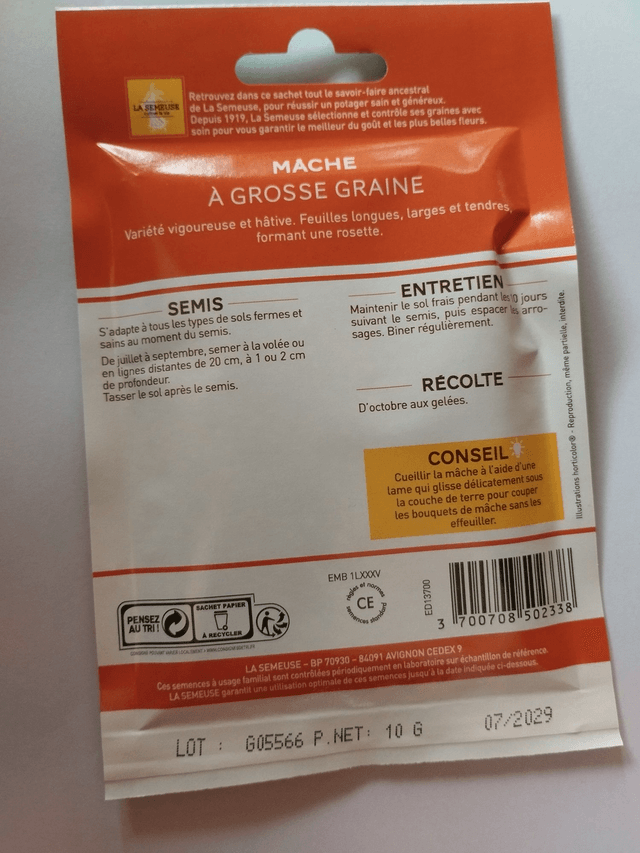 LA SEMEUSE
Retrouvez dans ce sachet tout le savoir-faire ancestral
de La Semeuse, pour réussir un potager sain et généreux.
Depuis 1919, La Semeuse sélectionne et contrôle ses graines avec
soin pour vous garantir le meilleur du goût et les plus belles fleurs.
MACHE
À GROSSE GRAINE
Variété vigoureuse et hâtive. Feuilles longues, larges et tendres,
formant une rosette.
SEMIS
S'adapte à tous les types de sols fermes et
sains au moment du semis.
De juillet à septembre, semer à la volée ou
en lignes distantes de 20 cm, à 1 ou 2 cm
de profondeur.
Tasser le sol après le semis.
ENTRETIEN
Maintenir le sol frais pendant les 10 jours
suivant le semis, puis espacer les arro-
sages. Biner régulièrement.
RÉCOLTE
D'octobre aux gelées.
CONSEIL
Cueillir la mâche à l'aide d'une
lame qui glisse délicatement sous
la couche de terre pour couper
les bouquets de mâche sans les
effeuiller.
Illustrations horticolor® - Reproduction, même partielle, interdite.
PENSEZ
AU TRI !
SACHET PAPIER
À RECYCLER
EMB 1LXXXV
règles et normes
CE
semences standard
ED13700
3 700708 502338
LA SEMEUSE – BP 70930 – 84091 AVIGNON CEDEX 9
Ces semences à usage familial sont contrôlées périodiquement en laboratoire sur échantillon de référence.
LA SEMEUSE garantit une utilisation optimale de ces semences jusqu'à la date indiquée ci-dessous.
LOT : G05566 P.NET: 10 G 07/2029